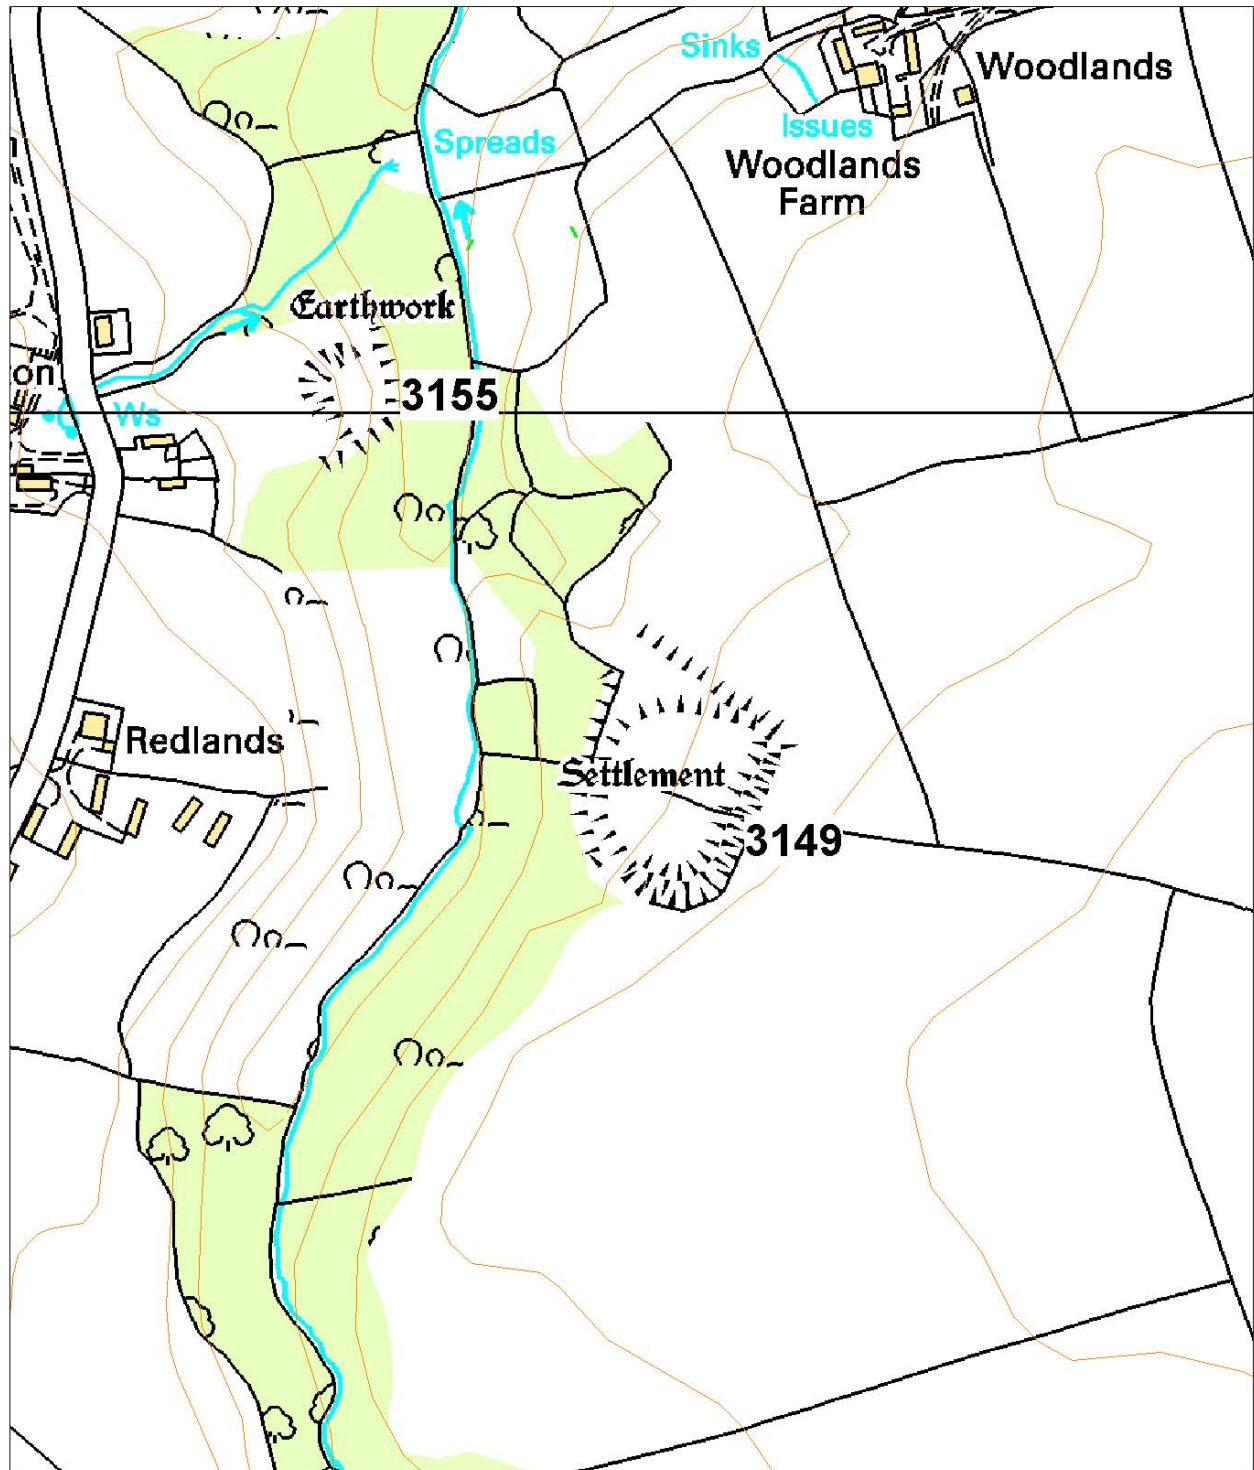 Sinks
Woodlands
Issues
Spreads
Woodlands
Farm
Earthwork
on
3155
Ws
Redlands
Settlement
3149